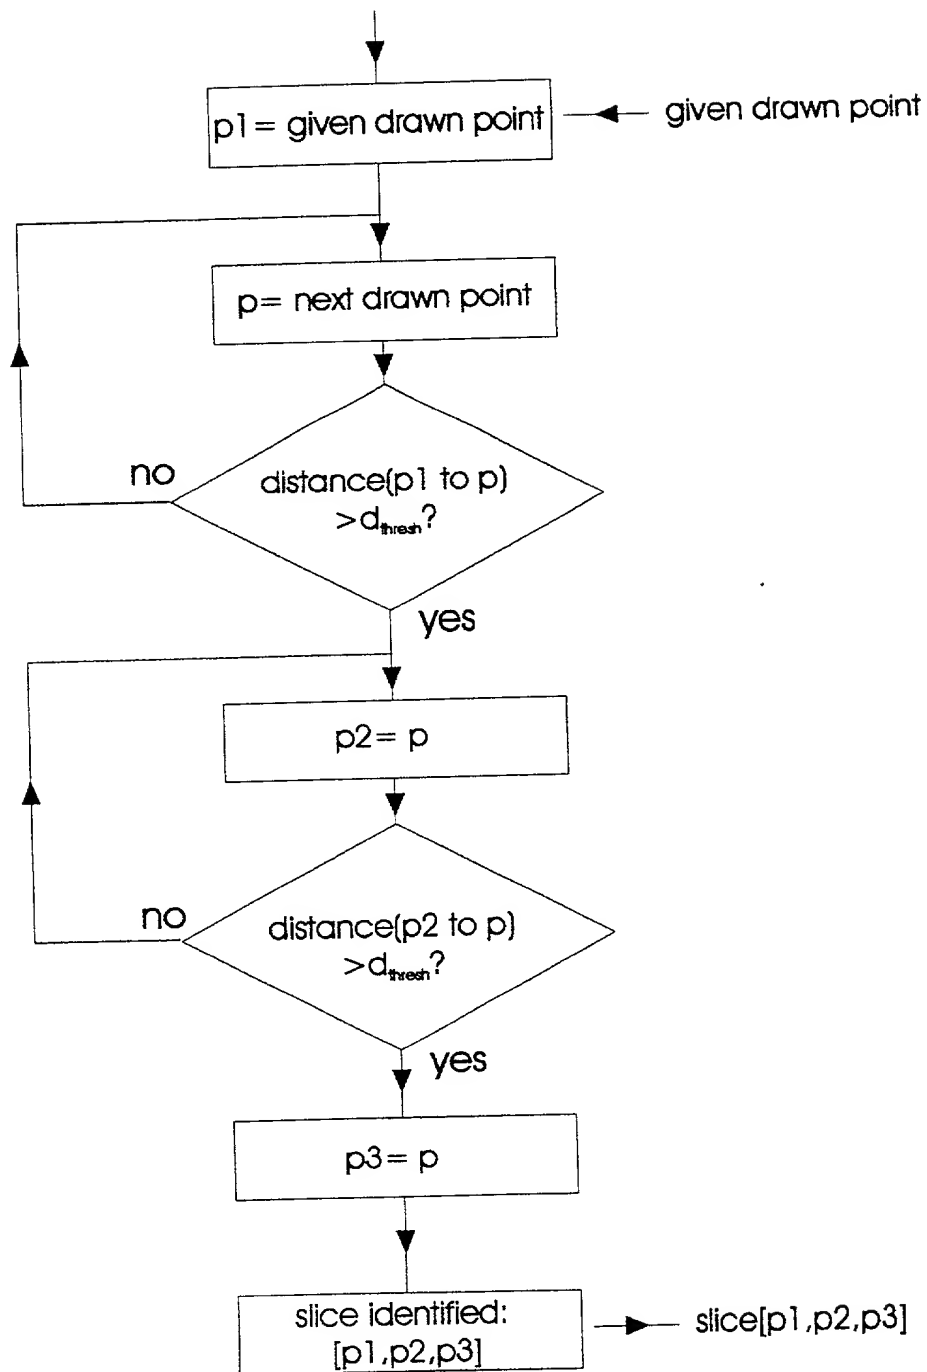 p1= given drawn point
given drawn point
p= next drawn point
no
distance(p1 to p)
>dthresh?
yes
p2= p
no
distance(p2 to p)
>dthresh?
yes
p3= p
slice identified:
[p1,p2,p3]
slice[p1,p2,p3]